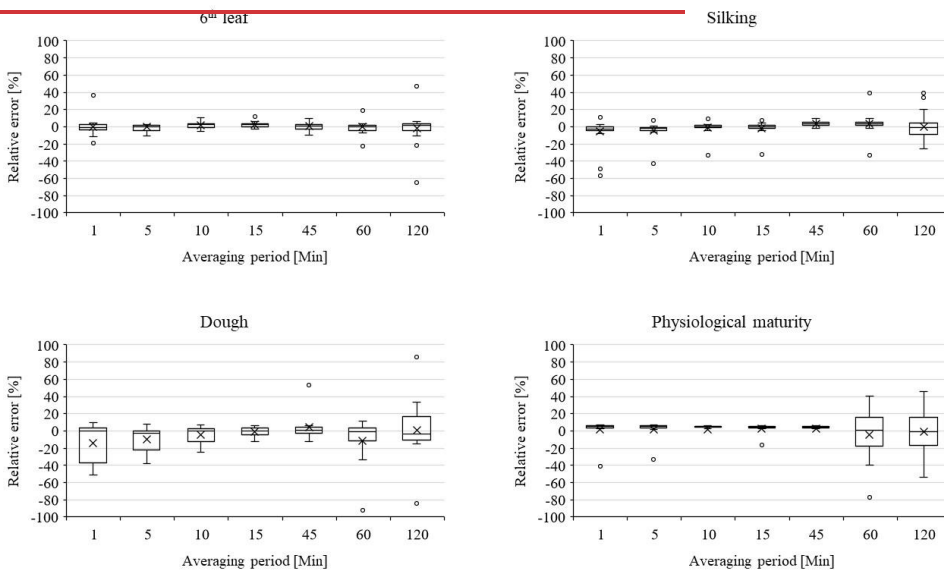 6th leaf
Relative error [%]
100
80
60
40
20
0
-20
-40
-60
-80
-100
1 5 10 15 45 60 120
Averaging period [Min]
Silking
Relative error [%]
100
80
60
40
20
0
-20
-40
-60
-80
-100
1 5 10 15 45 60 120
Averaging period [Min]
Dough
Relative error [%]
100
80
60
40
20
0
-20
-40
-60
-80
-100
1 5 10 15 45 60 120
Averaging period [Min]
Physiological maturity
Relative error [%]
100
80
60
40
20
0
-20
-40
-60
-80
-100
1 5 10 15 45 60 120
Averaging period [Min]